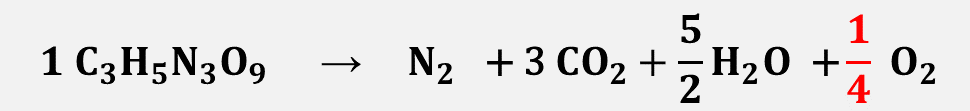 1 C₃H₅N₃O₉ → N₂ + 3 CO₂ + 5/2 H₂O + 1/4 O₂